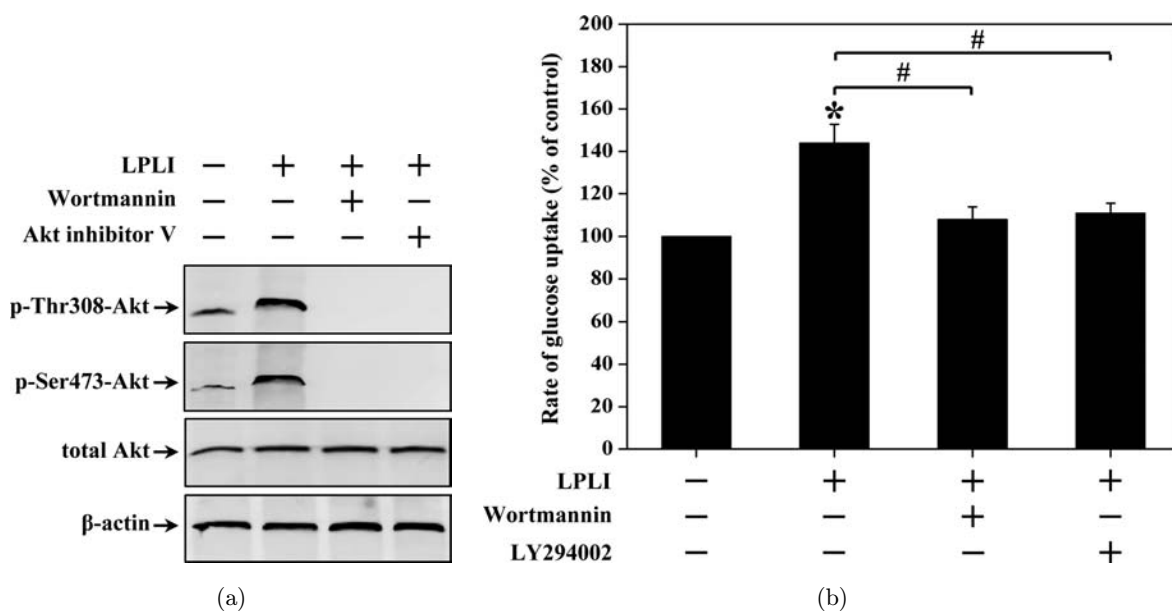 LPLI − + + +
Wortmannin − − + −
Akt inhibitor V − − − +
p-Thr308-Akt→
p-Ser473-Akt→
total Akt→
β-actin→
(a)
Rate of glucose uptake (% of control)
200
180
160
140
120
100
80
60
40
20
0
#
#
*
LPLI − + + +
Wortmannin − − + −
LY294002 − − − +
(b)